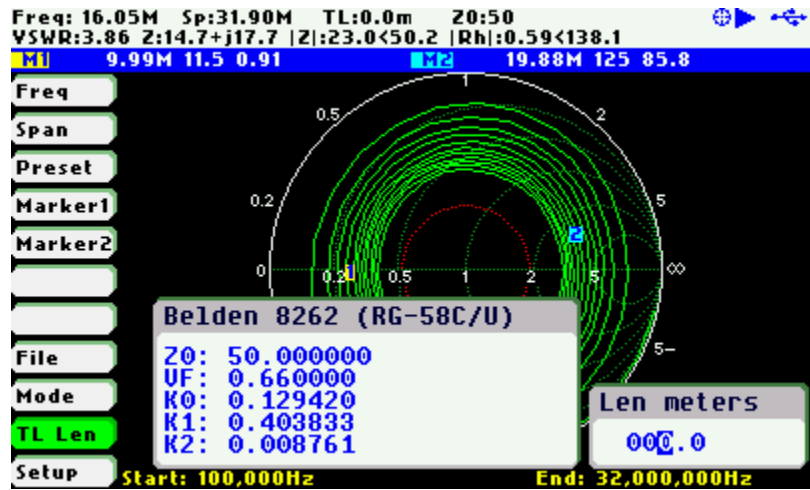 Freq: 16.05M Sp:31.90M TL:0.0m Z0:50
VSWR:3.86 Z:14.7+j17.7 |Z|:23.0<50.2 |Rh|:0.59<138.1
M1 9.99M 11.5 0.91 M2 19.88M 125 85.8
Freq
Span
Preset
Marker1
Marker2
File
Mode
TL Len
Setup
1
0.5
2
0.2
5
0
0.2
0.5
1
2
5
∞
5-
1
2
Belden 8262 (RG-58C/U)
Z0: 50.000000
VF: 0.660000
K0: 0.129420
K1: 0.403833
K2: 0.008761
Len meters
000.0
Start: 100,000Hz
End: 32,000,000Hz